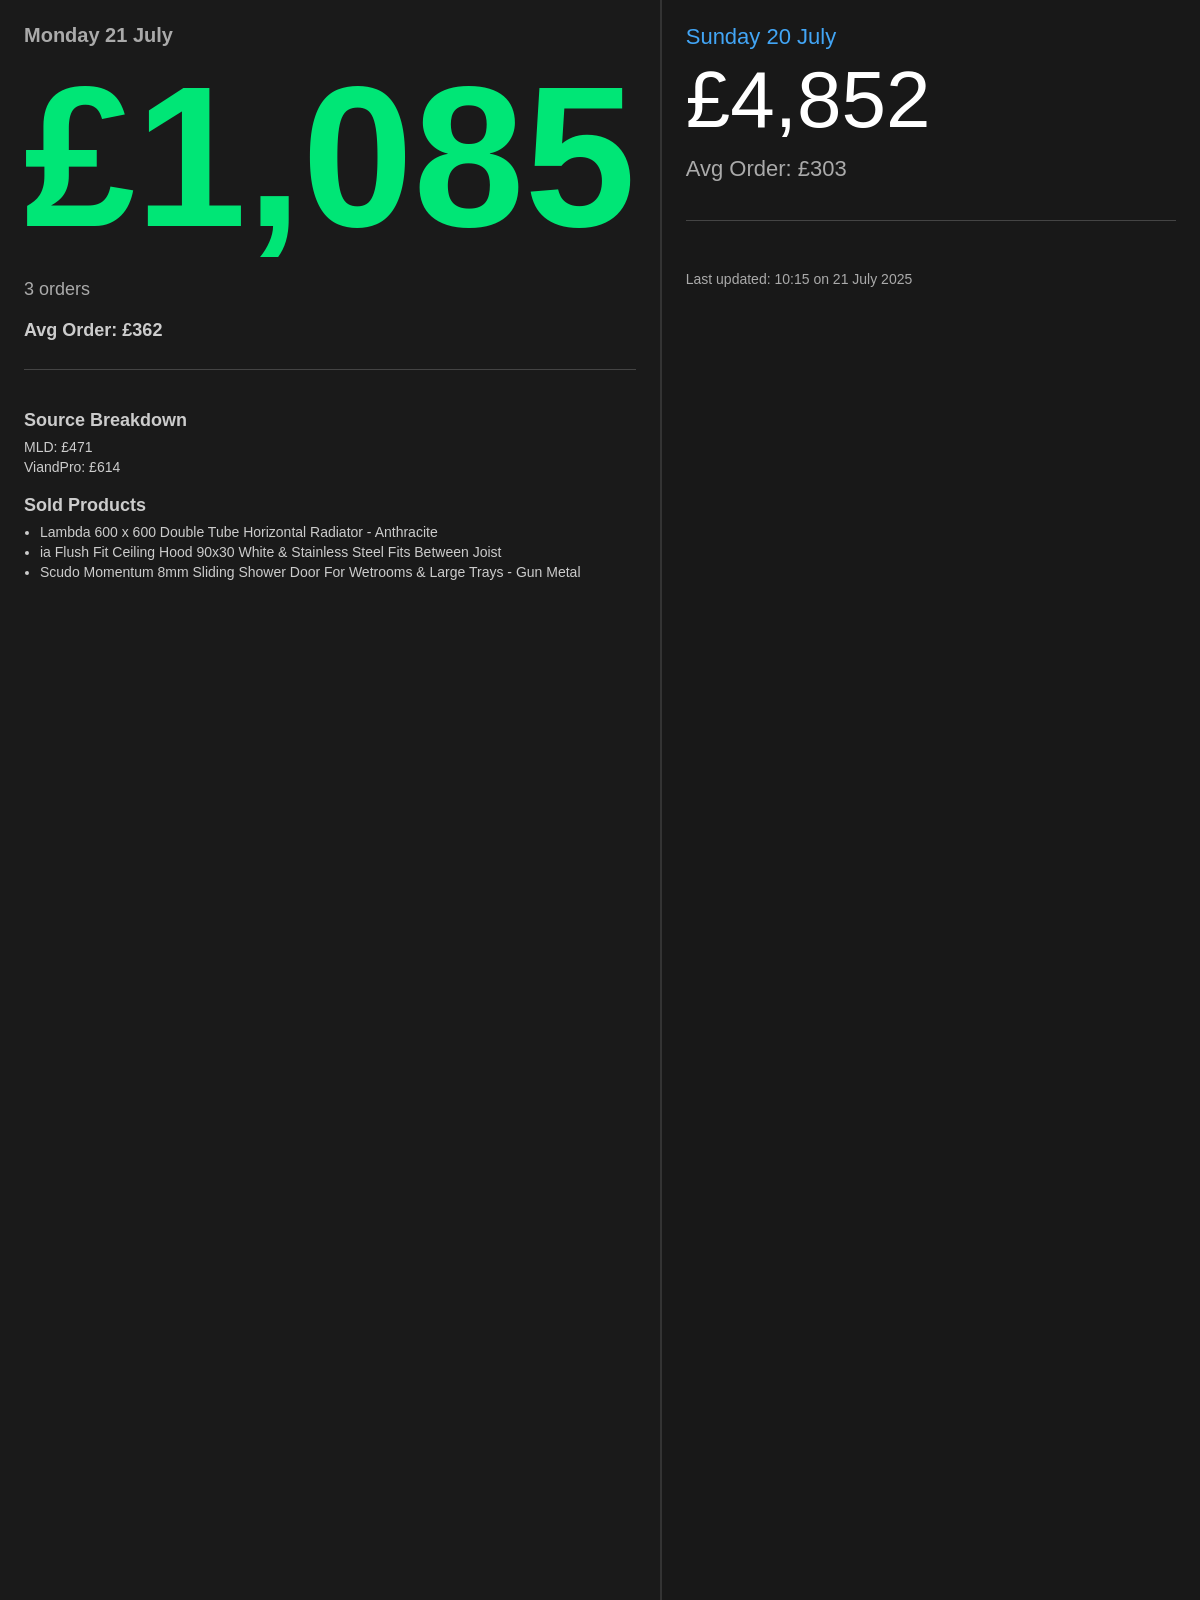 Monday 21 July
£1,085
3 orders
Avg Order: £362
Source Breakdown
MLD: £471
ViandPro: £614
Sold Products
• Lambda 600 x 600 Double Tube Horizontal Radiator - Anthracite
• ia Flush Fit Ceiling Hood 90x30 White & Stainless Steel Fits Between Joist
• Scudo Momentum 8mm Sliding Shower Door For Wetrooms & Large Trays - Gun Metal
Sunday 20 July
£4,852
Avg Order: £303
Last updated: 10:15 on 21 July 2025